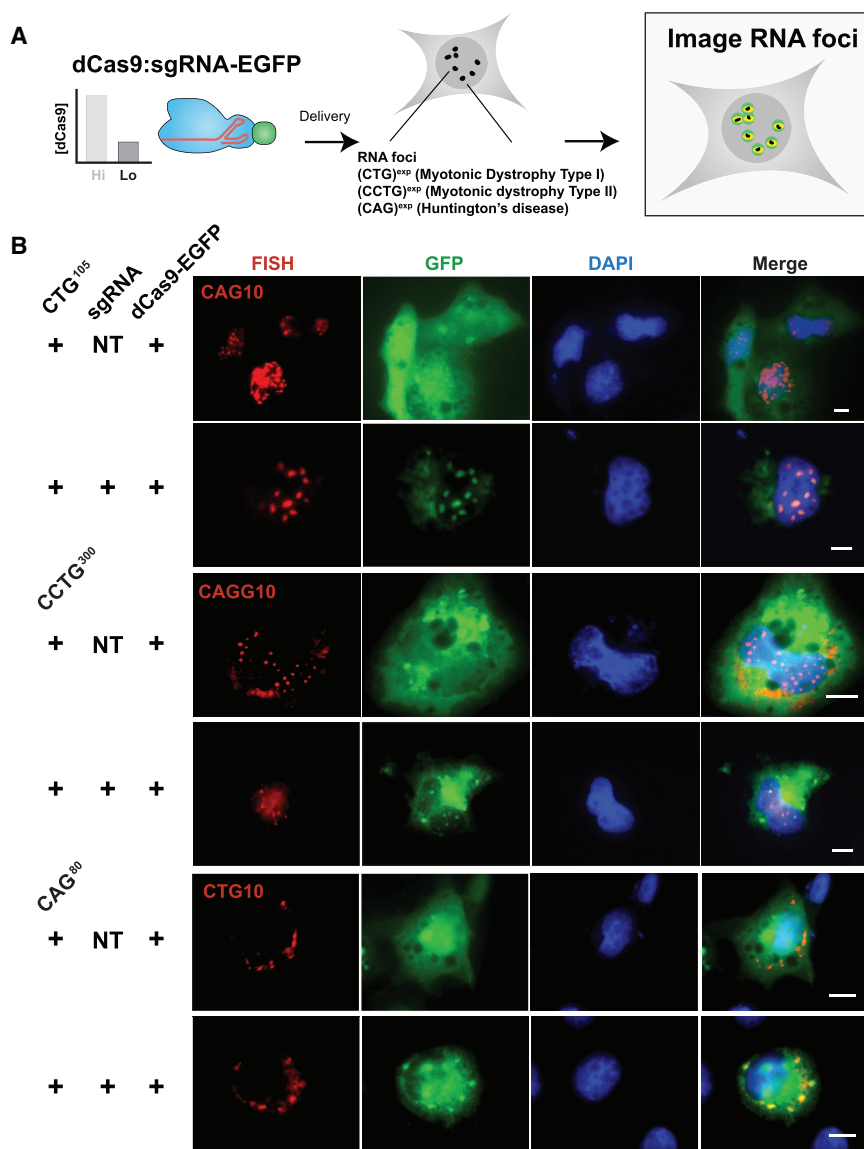 A
dCas9:sgRNA-EGFP
[dCas9]
Hi Lo
Delivery
RNA foci
(CTG)exp (Myotonic Dystrophy Type I)
(CCTG)exp (Myotonic dystrophy Type II)
(CAG)exp (Huntington's disease)
Image RNA foci
B
CTG105 sgRNA dCas9-EGFP
FISH GFP DAPI Merge
CAG10
+ NT +
+ + +
CCTG300
CAGG10
+ NT +
+ + +
CAG80
CTG10
+ NT +
+ + +